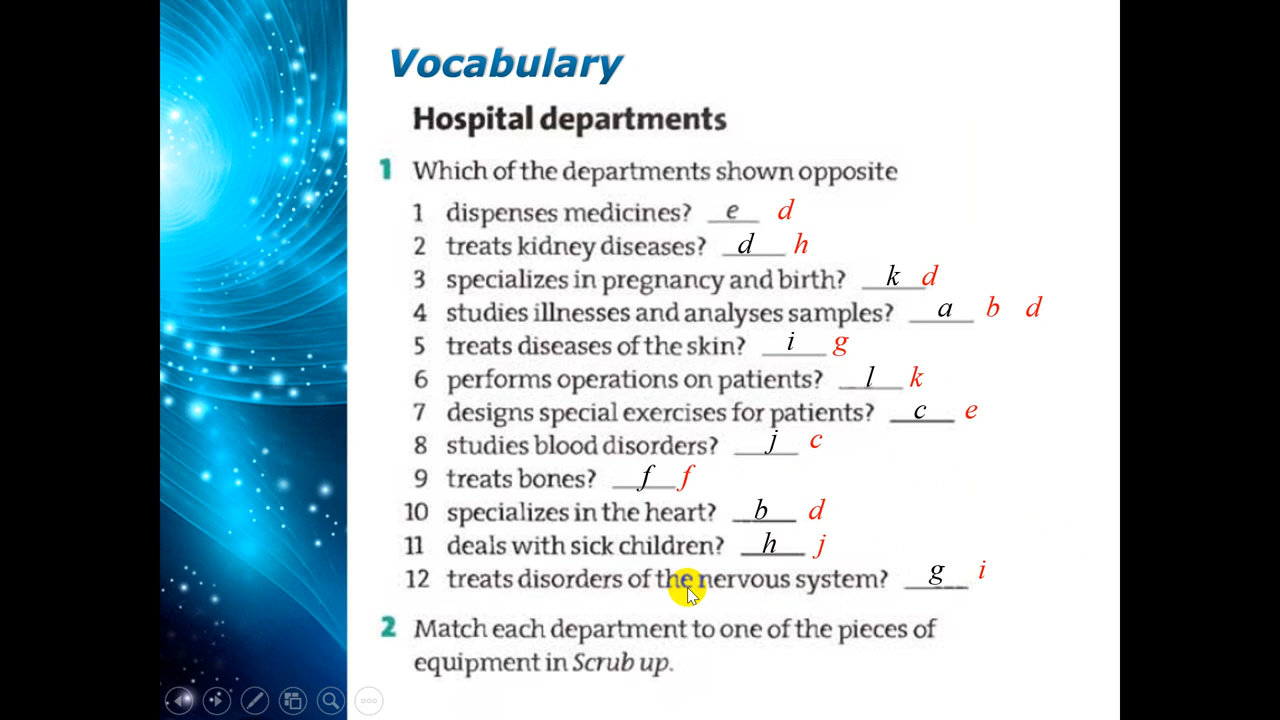 Vocabulary
Hospital departments
1 Which of the departments shown opposite
1 dispenses medicines? e d
2 treats kidney diseases? d h
3 specializes in pregnancy and birth? k d
4 studies illnesses and analyses samples? a b d
5 treats diseases of the skin? i g
6 performs operations on patients? l k
7 designs special exercises for patients? c e
8 studies blood disorders? j c
9 treats bones? f f
10 specializes in the heart? b d
11 deals with sick children? h j
12 treats disorders of the nervous system? g i
2 Match each department to one of the pieces of
equipment in Scrub up.